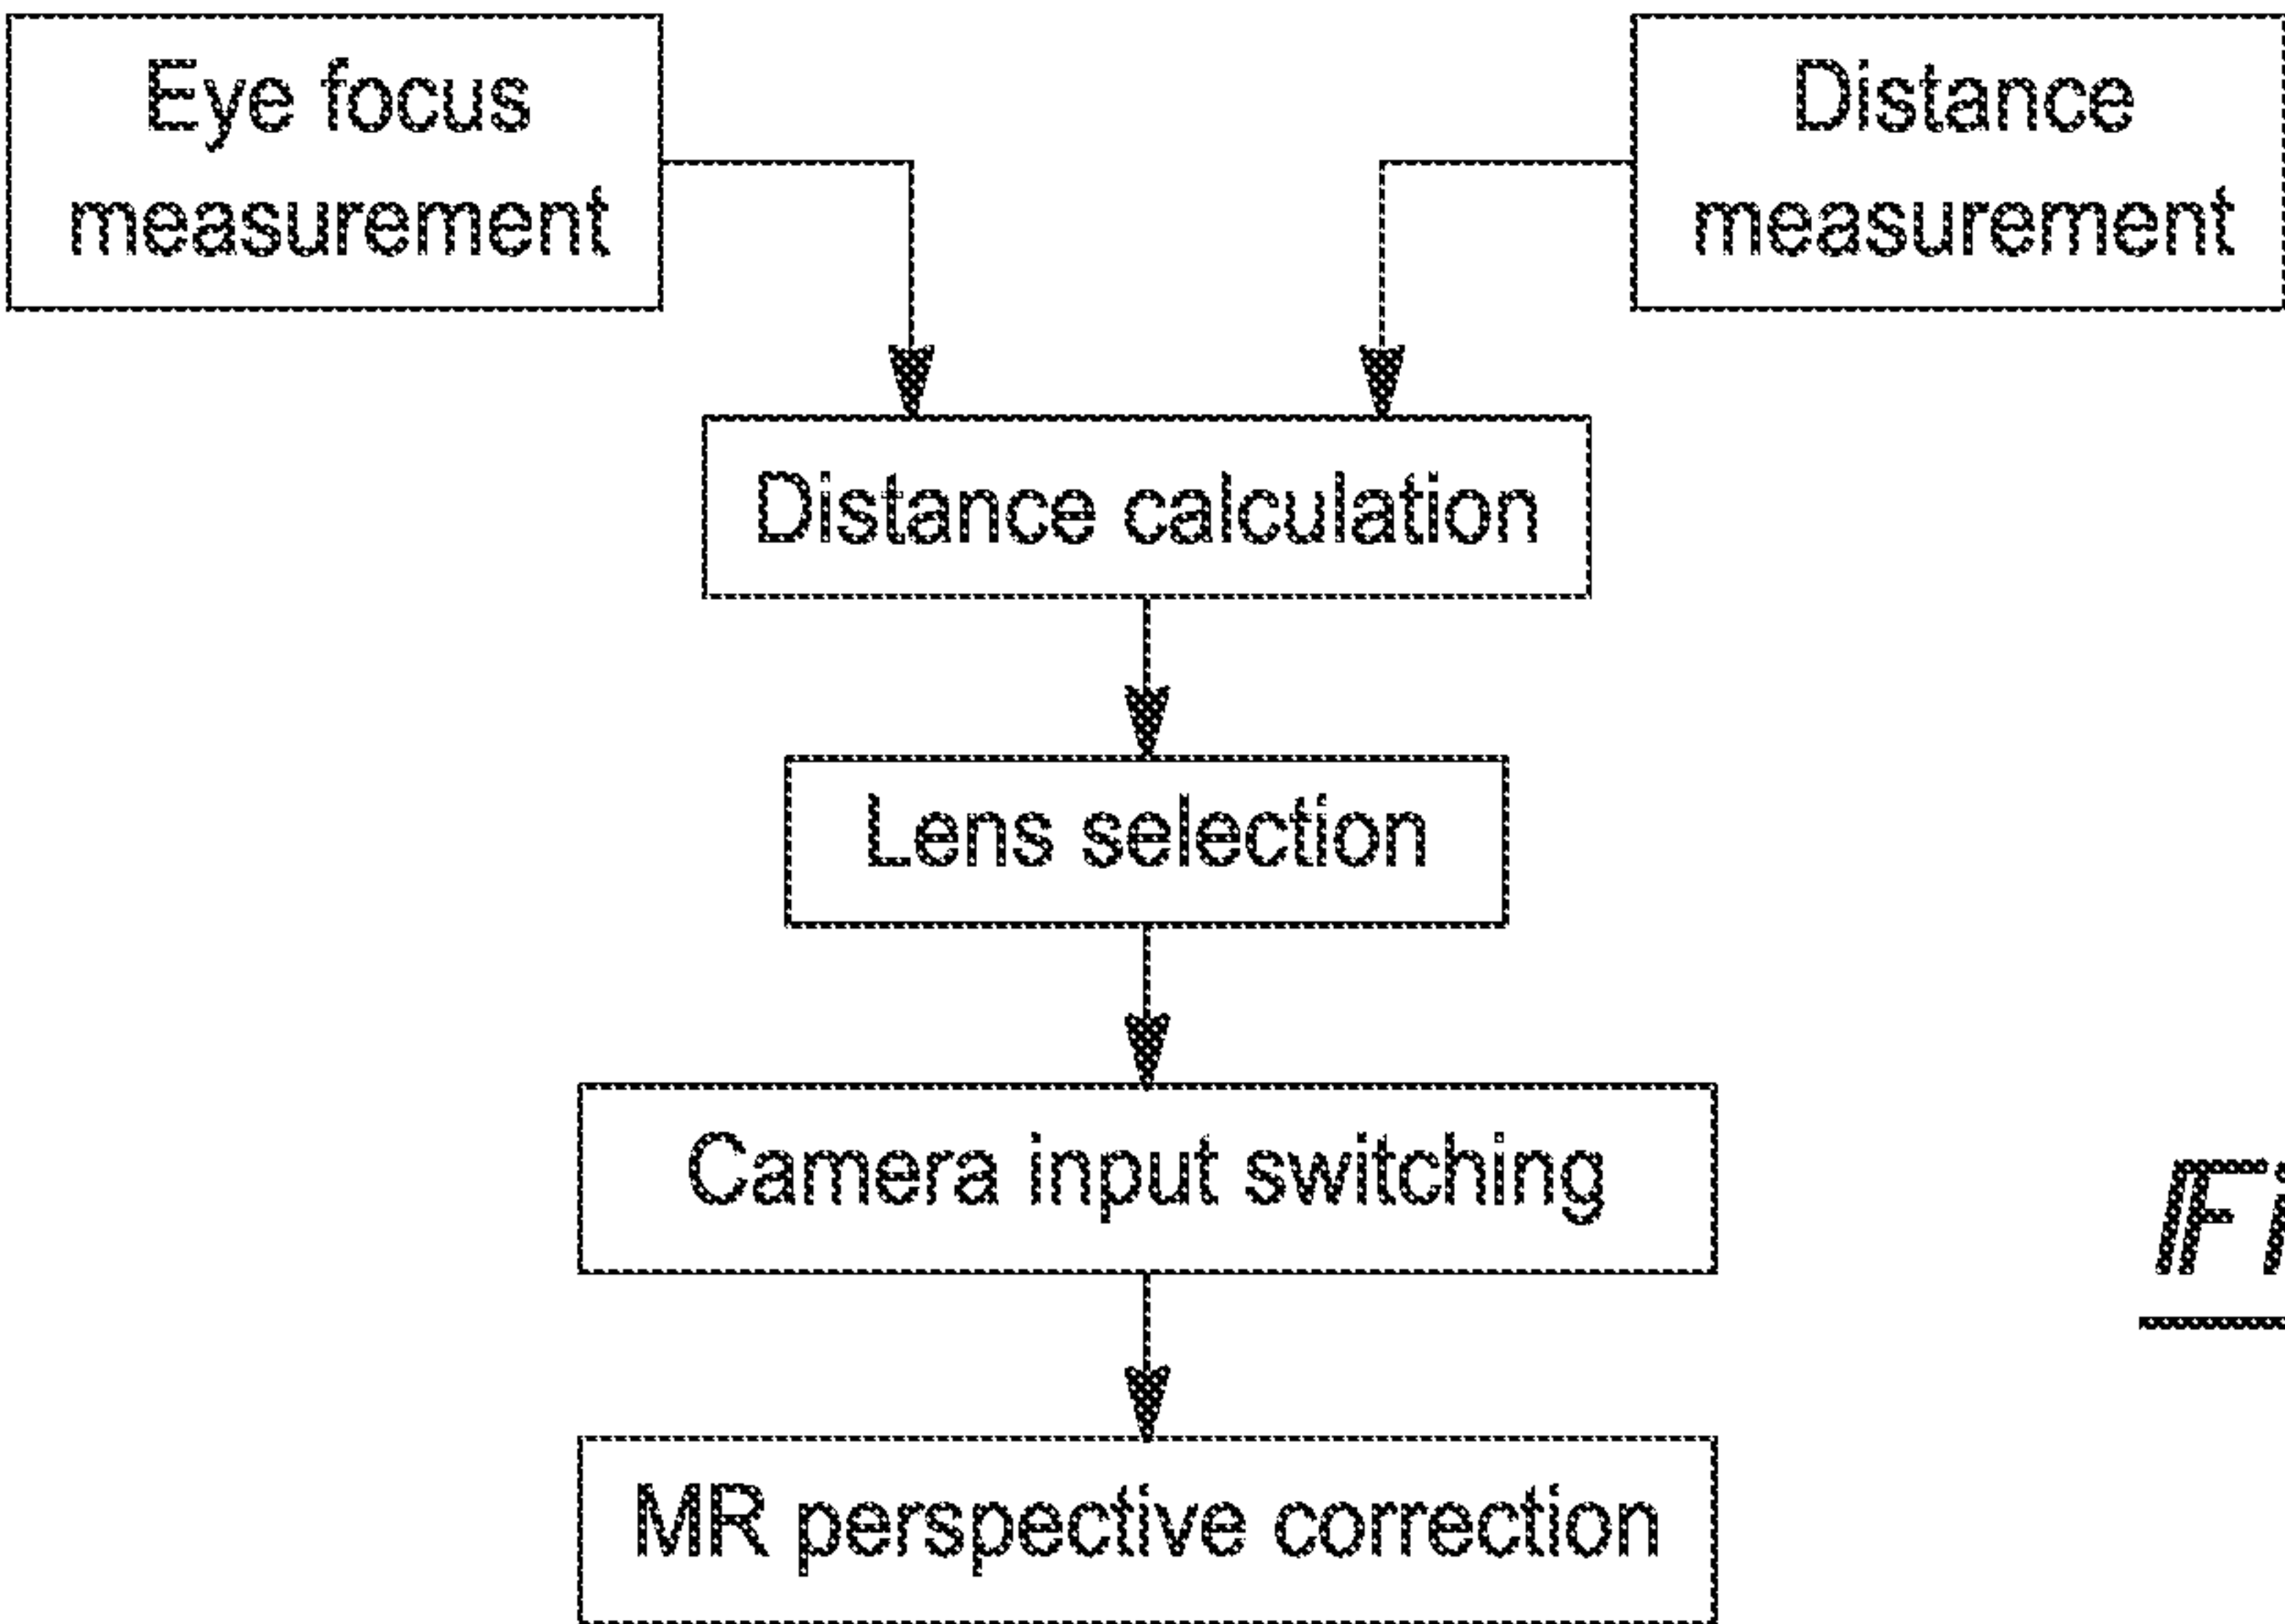 Eye focus
measurement
Distance
measurement
Distance calculation
Lens selection
Camera input switching
MR perspective correction